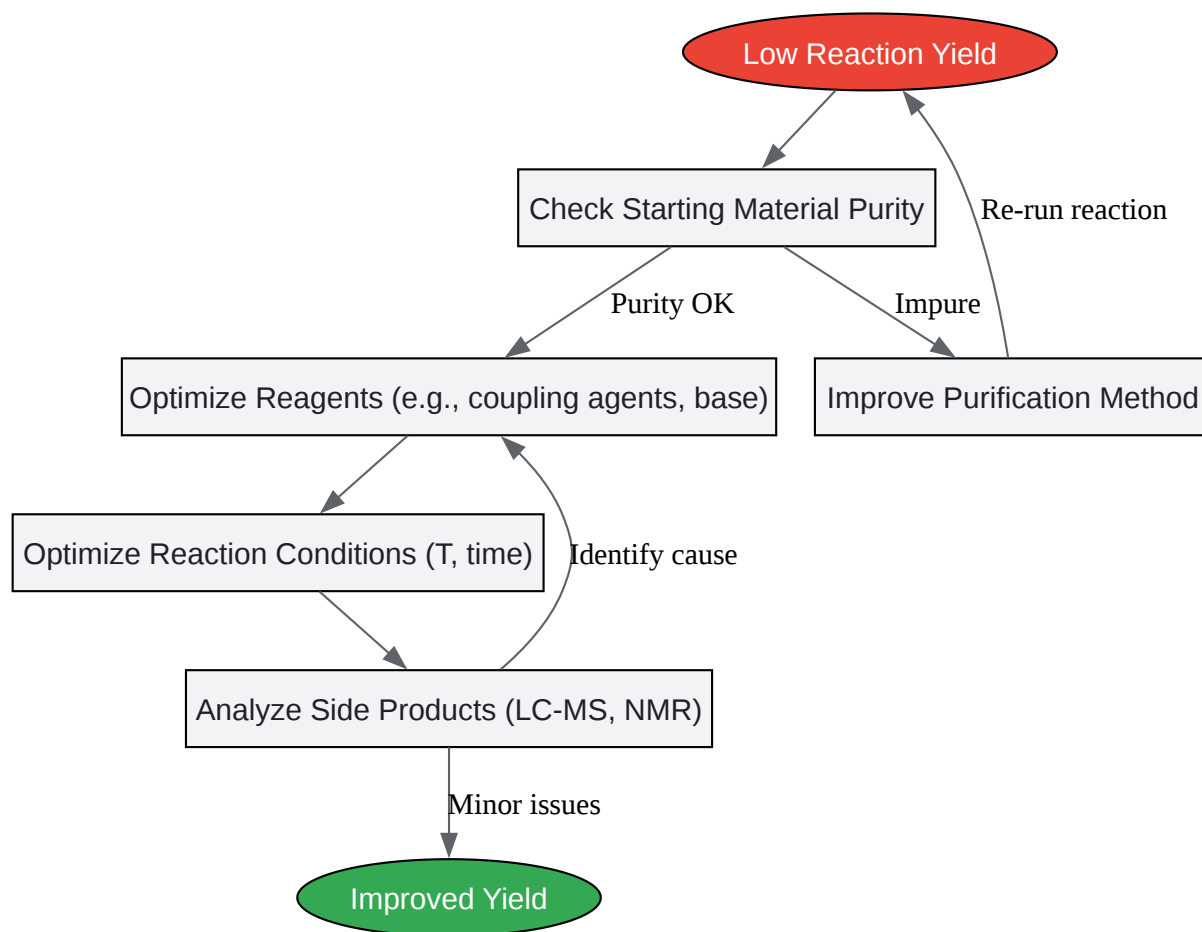 Low Reaction Yield
Check Starting Material Purity
Re-run reaction
Purity OK
Impure
Optimize Reagents (e.g., coupling agents, base)
Improve Purification Method
Optimize Reaction Conditions (T, time)
Identify cause
Analyze Side Products (LC-MS, NMR)
Minor issues
Improved Yield